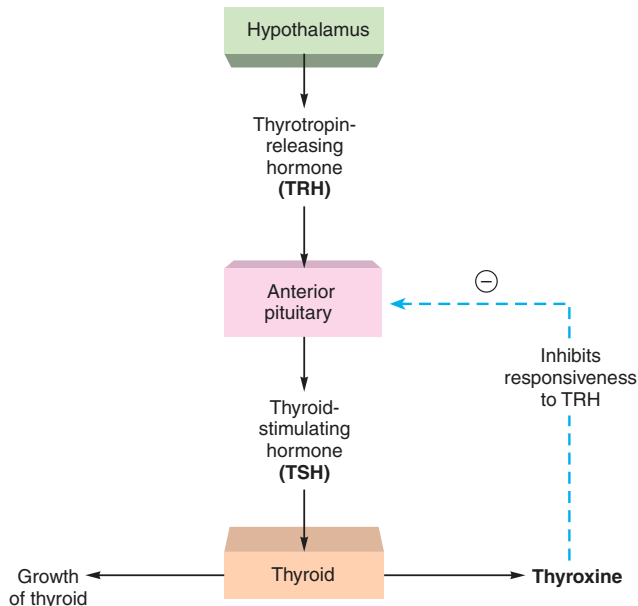 Hypothalamus
Thyrotropin-
releasing
hormone
(TRH)
Anterior
pituitary
−
Inhibits
responsiveness
to TRH
Thyroid-
stimulating
hormone
(TSH)
Growth
of thyroid
Thyroid
Thyroxine